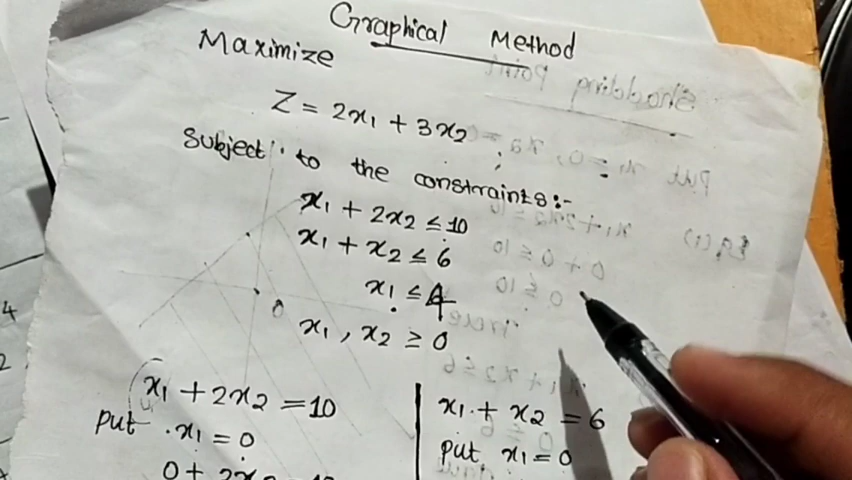 Graphical Method
Maximize
Z = 2x₁ + 3x₂
Subject to the constraints:-
x₁ + 2x₂ ≤ 10
x₁ + x₂ ≤ 6
x₁ ≤ 4
x₁, x₂ ≥ 0
0
x₁ + 2x₂ = 10
put x₁ = 0
x₁ + x₂ = 6
put x₁ = 0